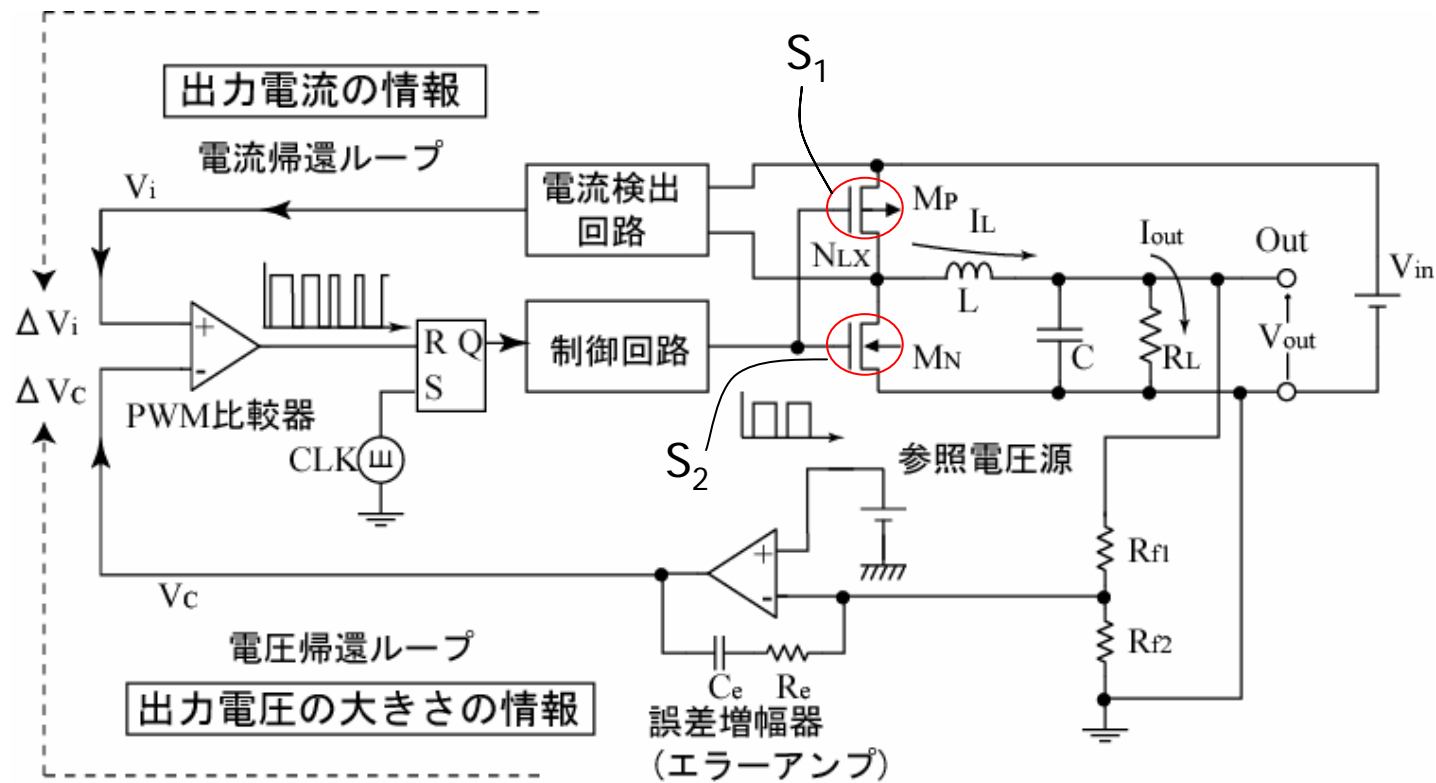 S1
出力電流の情報
電流帰還ループ
Vi
電流検出
回路
MP
IL
Iout
Out
NLX
Vin
Δ Vi
+
-
R Q
S
制御回路
L
C
RL
Vout
MN
Δ VC
PWM比較器
CLK
S2
参照電圧源
+
-
Rf1
VC
Rf2
電圧帰還ループ
Ce
Re
出力電圧の大きさの情報
誤差増幅器
(エラーアンプ)